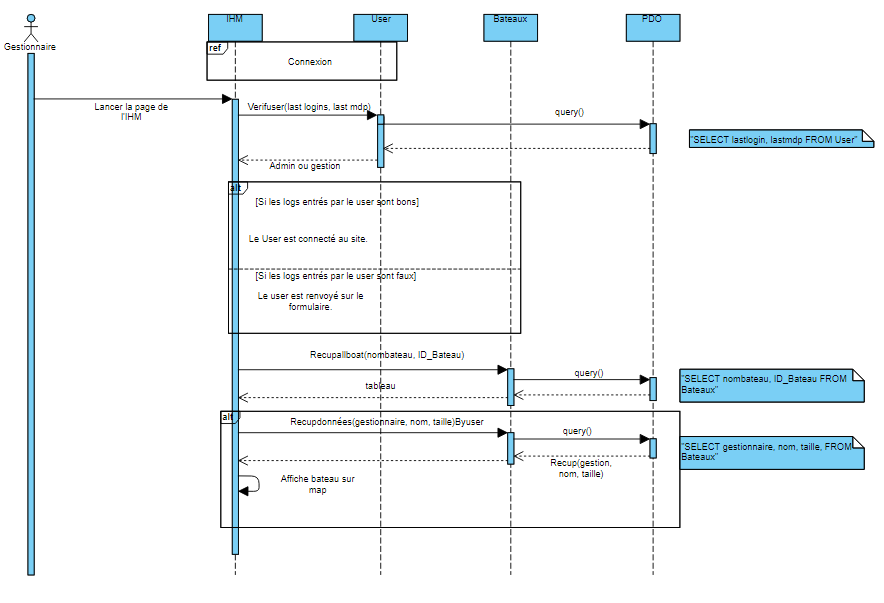 IHM
User
Bateaux
PDO
Gestionnaire
ref
Connexion
Lancer la page de
l'IHM
Verifuser(last logins, last mdp)
query()
"SELECT lastlogin, lastmdp FROM User"
Admin ou gestion
alt
[Si les logs entrés par le user sont bons]
Le User est connecté au site.
[Si les logs entrés par le user sont faux]
Le user est renvoyé sur le
formulaire.
Recupallboat(nombateau, ID_Bateau)
query()
"SELECT nombateau, ID_Bateau FROM
Bateaux"
tableau
alt
Recupdonnées(gestionnaire, nom, taille)Byuser
query()
"SELECT gestionnaire, nom, taille, FROM
Bateaux"
Recup(gestion,
nom, taille)
Affiche bateau sur
map